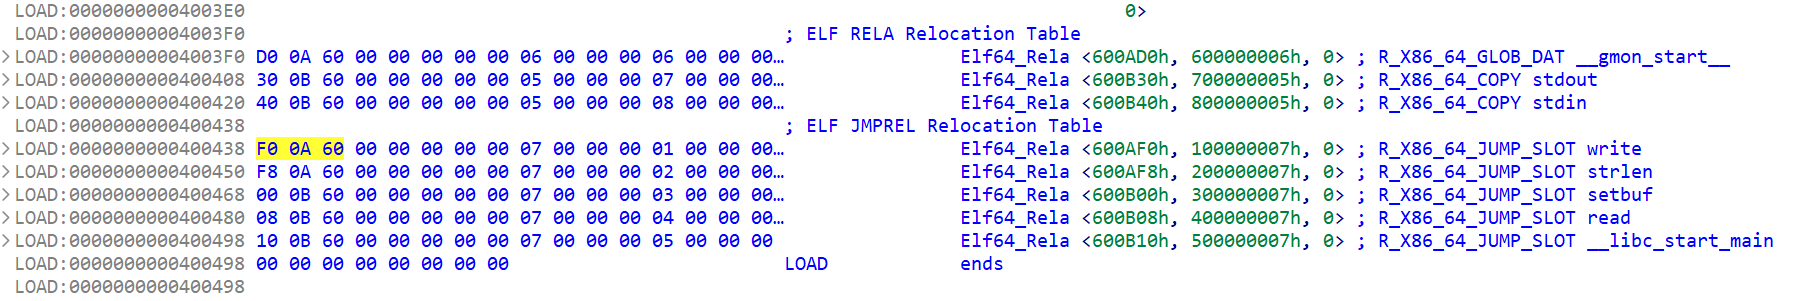 LOAD:00000000004003E0 0>
LOAD:00000000004003F0 ; ELF RELA Relocation Table
>LOAD:00000000004003F0 D0 0A 60 00 00 00 00 00 06 00 00 00 06 00 00 00… Elf64_Rela <600AD0h, 600000006h, 0> ; R_X86_64_GLOB_DAT __gmon_start__
>LOAD:0000000000400408 30 0B 60 00 00 00 00 00 05 00 00 00 07 00 00 00… Elf64_Rela <600B30h, 700000005h, 0> ; R_X86_64_COPY stdout
>LOAD:0000000000400420 40 0B 60 00 00 00 00 00 05 00 00 00 08 00 00 00… Elf64_Rela <600B40h, 800000005h, 0> ; R_X86_64_COPY stdin
LOAD:0000000000400438 ; ELF JMPREL Relocation Table
>LOAD:0000000000400438 F0 0A 60 00 00 00 00 00 07 00 00 00 01 00 00 00… Elf64_Rela <600AF0h, 100000007h, 0> ; R_X86_64_JUMP_SLOT write
>LOAD:0000000000400450 F8 0A 60 00 00 00 00 00 07 00 00 00 02 00 00 00… Elf64_Rela <600AF8h, 200000007h, 0> ; R_X86_64_JUMP_SLOT strlen
>LOAD:0000000000400468 00 0B 60 00 00 00 00 00 07 00 00 00 03 00 00 00… Elf64_Rela <600B00h, 300000007h, 0> ; R_X86_64_JUMP_SLOT setbuf
>LOAD:0000000000400480 08 0B 60 00 00 00 00 00 07 00 00 00 04 00 00 00… Elf64_Rela <600B08h, 400000007h, 0> ; R_X86_64_JUMP_SLOT read
>LOAD:0000000000400498 10 0B 60 00 00 00 00 00 07 00 00 00 05 00 00 00 Elf64_Rela <600B10h, 500000007h, 0> ; R_X86_64_JUMP_SLOT __libc_start_main
LOAD:0000000000400498 00 00 00 00 00 00 00 00 LOAD ends
LOAD:0000000000400498